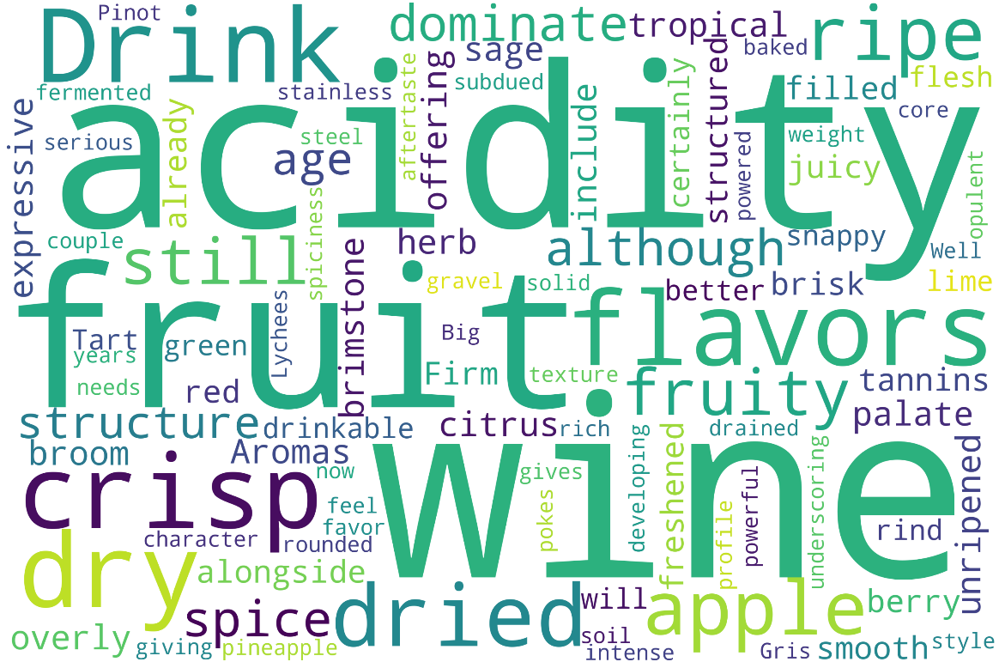 Pinot
Drink
dominate
tropical
ripe
baked
sage
fermented
stainless
subdued
filled
flesh
core
acidity
expressive
serious
already
steel
age
aftertaste
offering
include
certainly
structured
powered
weight
juicy
opulent
couple
still
spiciness
herb
although
snappy
Well
brimstone
gravel
solid
better
brisk
lime
fruit
flavors
Tart
years
green
Lychees
Big
needs
red
Firm
texture
fruity
tannins
structure
drinkable
citrus
rich
palate
drained
broom
Aromas
now
gives
developing
freshened
underscoring
unripened
crisp
wine
feel
favor
pokes
profile
powerful
rind
character
rounded
dry
alongside
spice
dried
will
apple
berry
overly
giving
pineapple
soil
intense
Gris
smooth
style